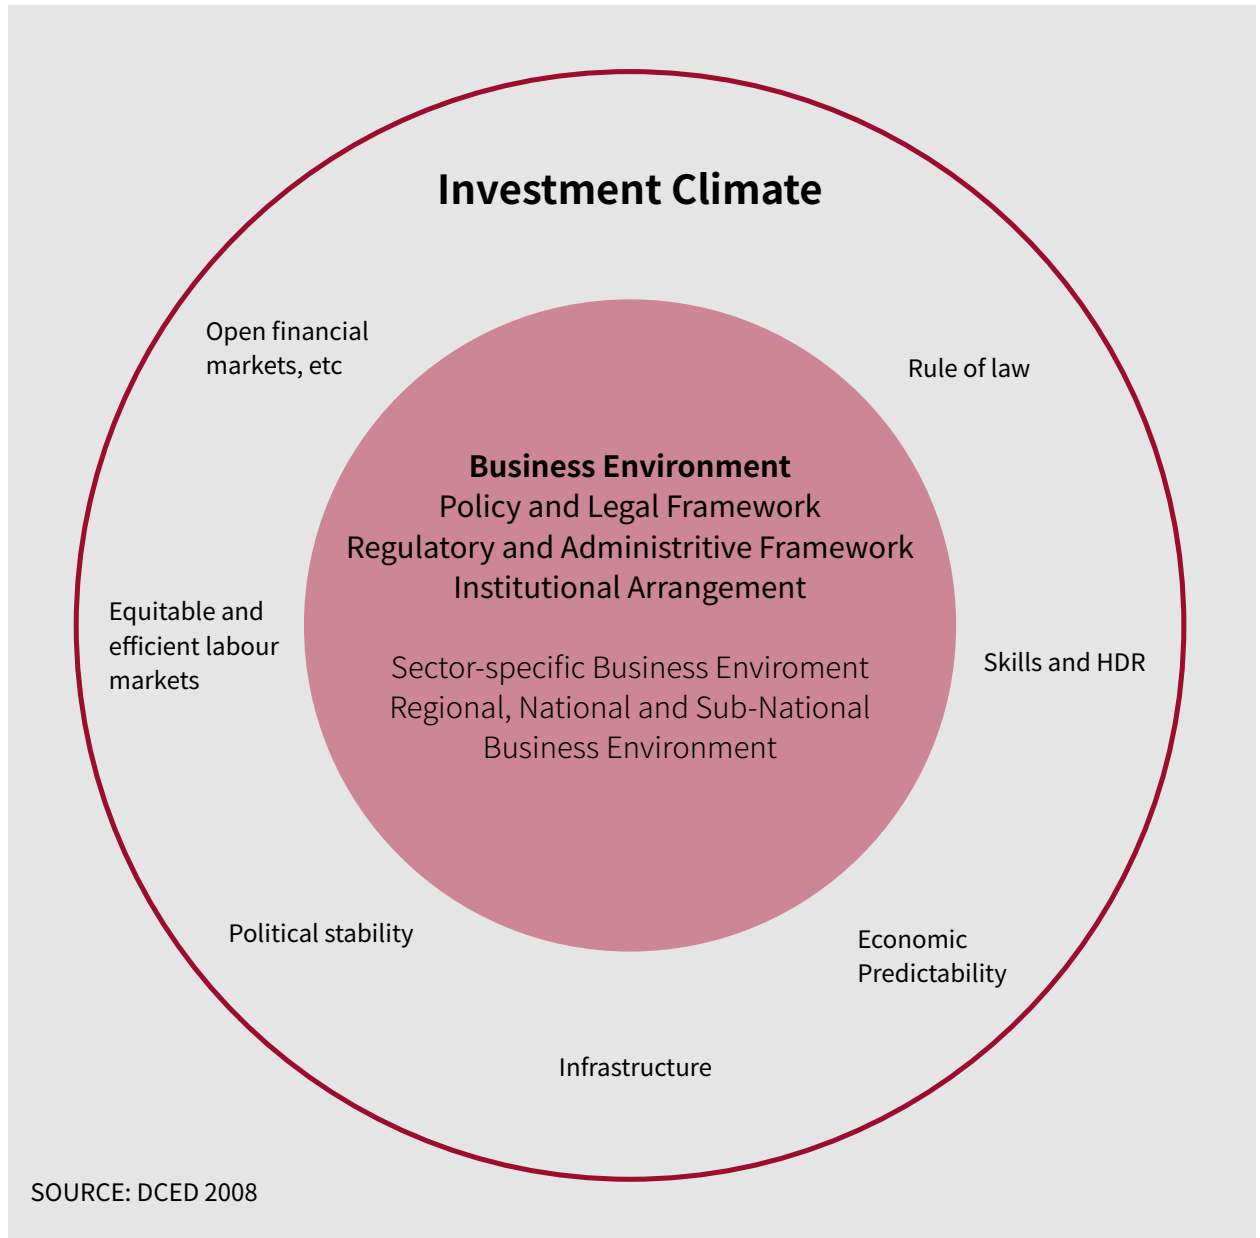 Investment Climate
Open financial
markets, etc
Rule of law
Business Environment
Policy and Legal Framework
Regulatory and Administritive Framework
Institutional Arrangement
Equitable and
efficient labour
markets
Sector-specific Business Enviroment
Regional, National and Sub-National
Business Environment
Skills and HDR
Political stability
Economic
Predictability
Infrastructure
SOURCE: DCED 2008